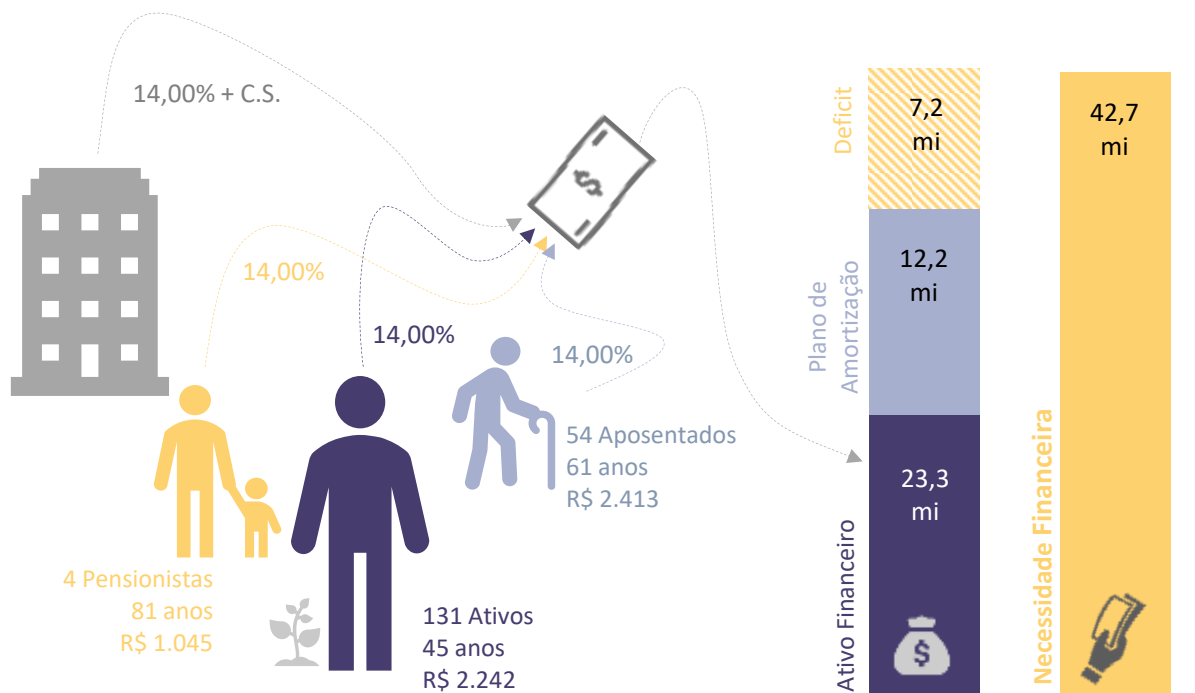 14,00% + C.S.
14,00%
14,00%
14,00%
4 Pensionistas
81 anos
R$ 1.045
131 Ativos
45 anos
R$ 2.242
54 Aposentados
61 anos
R$ 2.413
$
Deficit
7,2
mi
Plano de
Amortização
12,2
mi
Ativo Financeiro
23,3
mi
$
Necessidade Financeira
42,7
mi